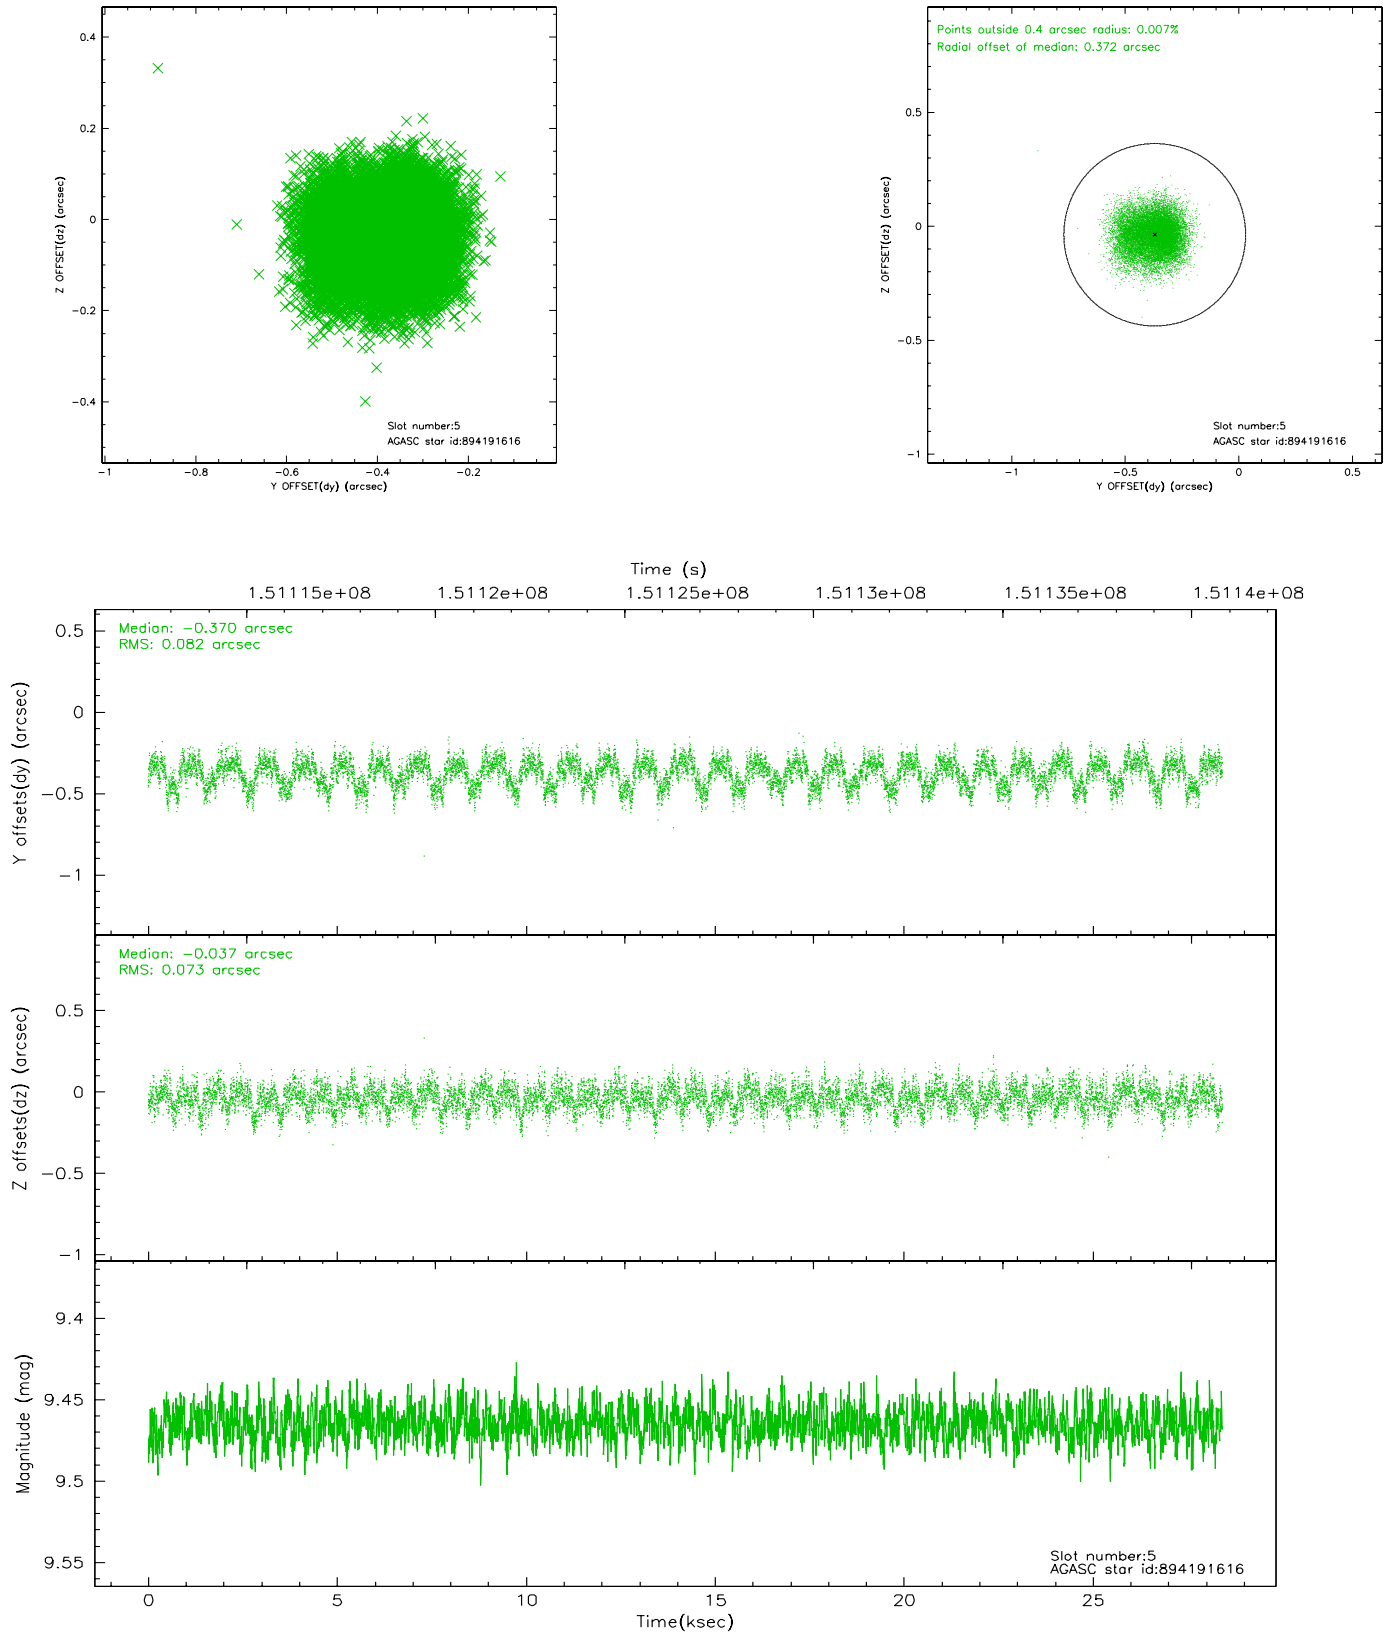 0.4
0.2
0
−0.2
−0.4
Z OFFSET(dz) (arcsec)
Slot number:5
AGASC star id:894191616
−1
−0.8
−0.6
−0.4
−0.2
Y OFFSET(dy) (arcsec)
Points outside 0.4 arcsec radius: 0.007%
Radial offset of median: 0.372 arcsec
0.5
0
−0.5
−1
Z OFFSET(dz) (arcsec)
Slot number:5
AGASC star id:894191616
−1
−0.5
0
0.5
Y OFFSET(dy) (arcsec)
Time (s)
1.51115e+08
1.5112e+08
1.51125e+08
1.5113e+08
1.51135e+08
1.5114e+08
Median: −0.370 arcsec
RMS: 0.082 arcsec
0.5
0
−0.5
−1
Y offsets(dy) (arcsec)
Median: −0.037 arcsec
RMS: 0.073 arcsec
0.5
0
−0.5
−1
Z offsets(dz) (arcsec)
9.4
9.45
9.5
9.55
Magnitude (mag)
Slot number:5
AGASC star id:894191616
0
5
10
15
20
25
Time(ksec)